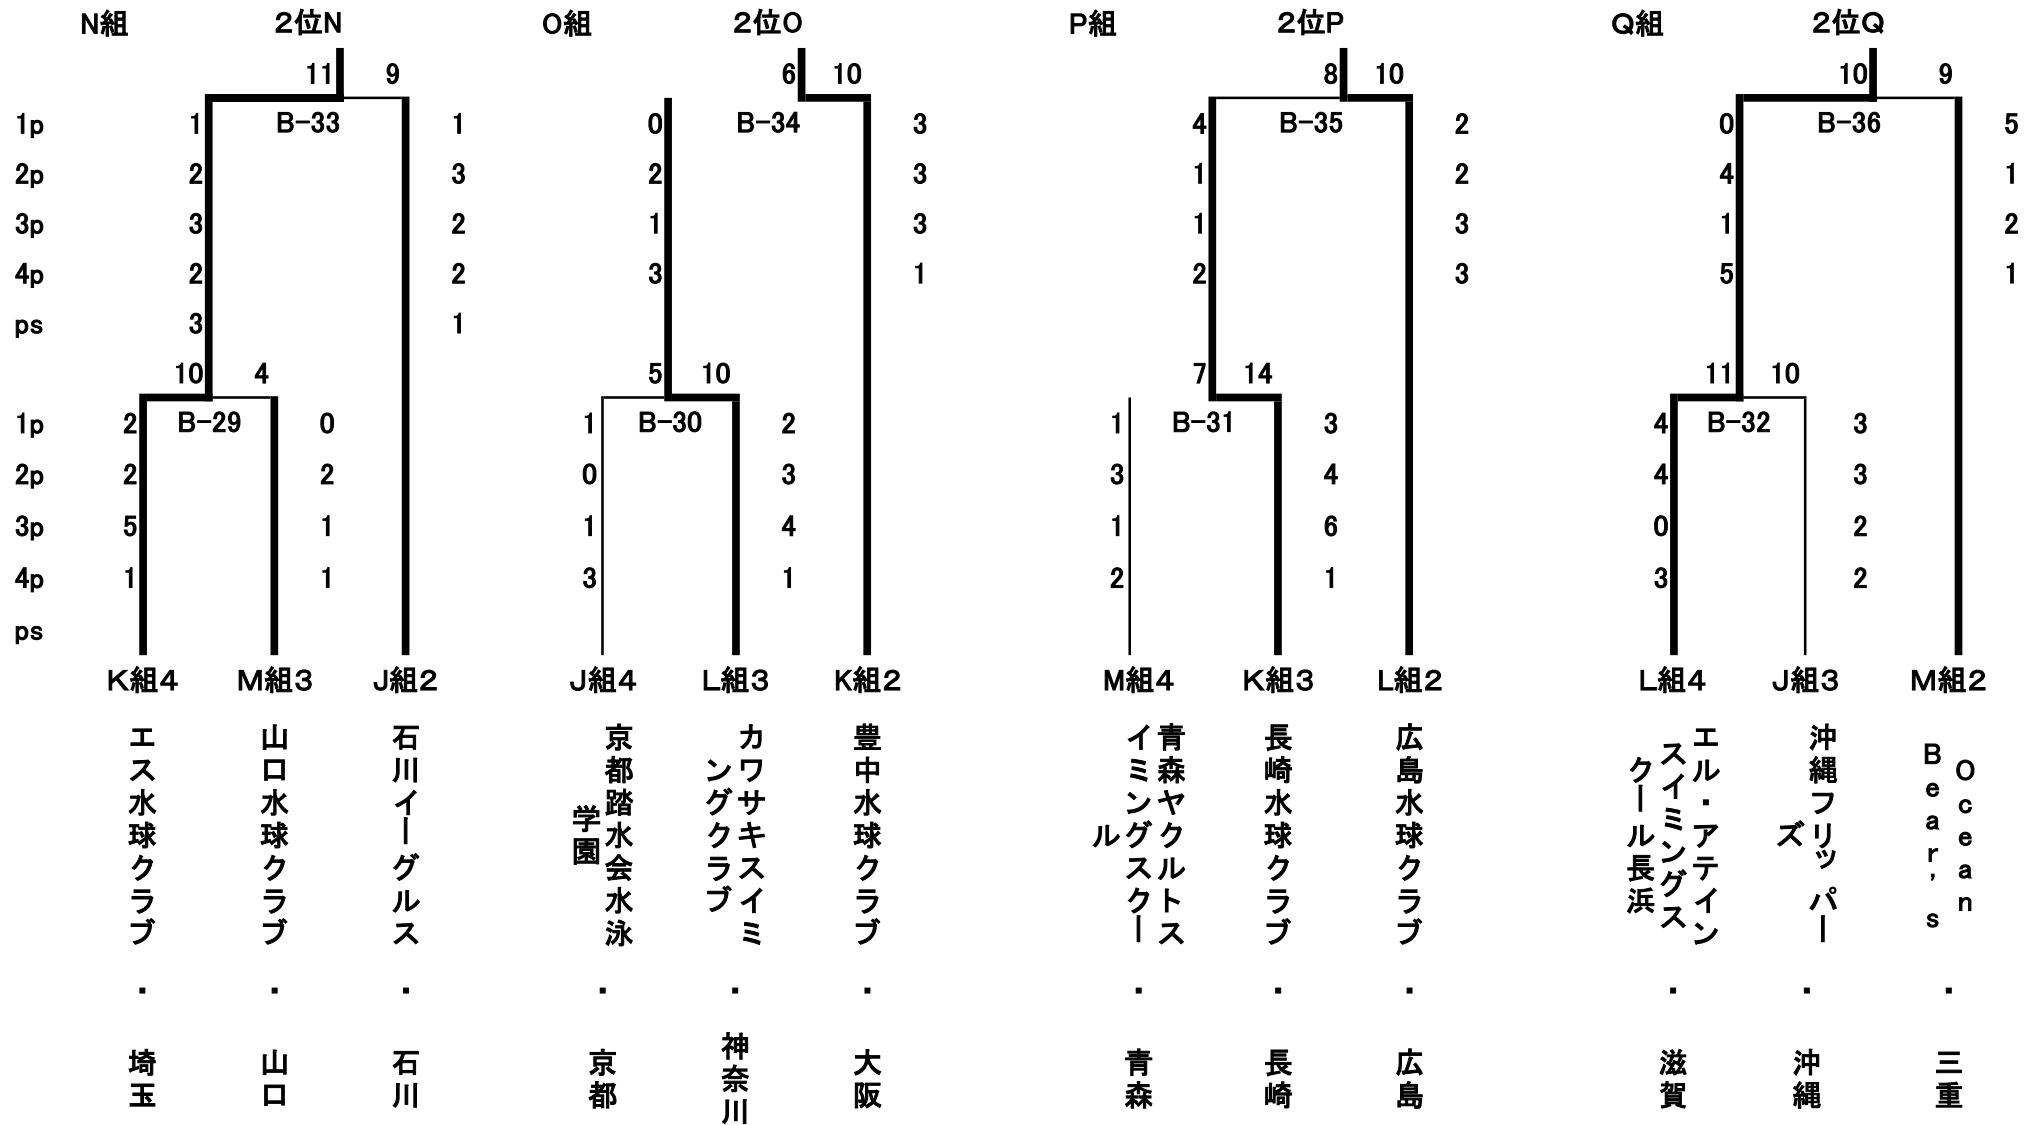 N組 2位N O組 2位O P組 2位P Q組 2位Q
11 9 6 10 8 10 10 9
B-33 B-34 B-35 B-36
1p 1 1 0 3 4 2 0 5
2p 2 3 2 3 1 2 4 1
3p 3 2 1 3 1 3 1 2
4p 2 2 3 1 2 3 5 1
ps 3 1
10 4 5 10 7 14 11 10
B-29 B-30 B-31 B-32
1p 2 0 1 2 1 3 4 3
2p 2 2 0 3 3 4 4 3
3p 5 1 1 4 1 6 0 2
4p 1 1 3 1 2 1 3 2
ps
K組4 M組3 J組2 J組4 L組3 K組2 M組4 K組3 L組2 L組4 J組3 M組2
エス水球クラブ
・
埼玉
山口水球クラブ
・
山口
石川イーグルス
・
石川
京都踏水会水泳
学園
・
京都
カワサキスイミ
ングクラブ
・
神奈川
豊中水球クラブ
・
大阪
青森ヤクルトス
イミングスクー
ル
・
青森
長崎水球クラブ
・
長崎
広島水球クラブ
・
広島
エル・アテイン
スイミングス
クール長浜
・
滋賀
沖縄フリッパー
ズ
・
沖縄
Ocean
Bear's
・
三重